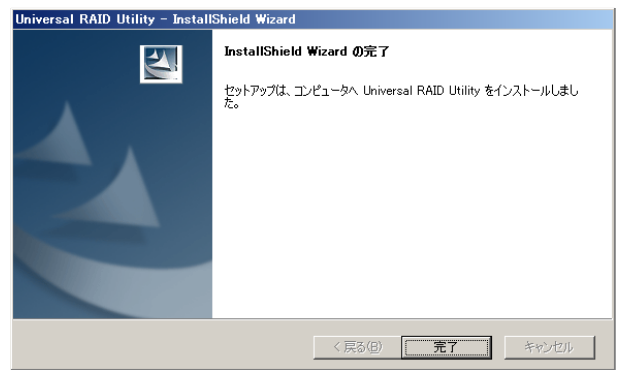 Universal RAID Utility - InstallShield Wizard
InstallShield Wizard の完了
セットアップは、コンピュータへ Universal RAID Utility をインストールしまし
た。
< 戻る(B)
完了
キャンセル